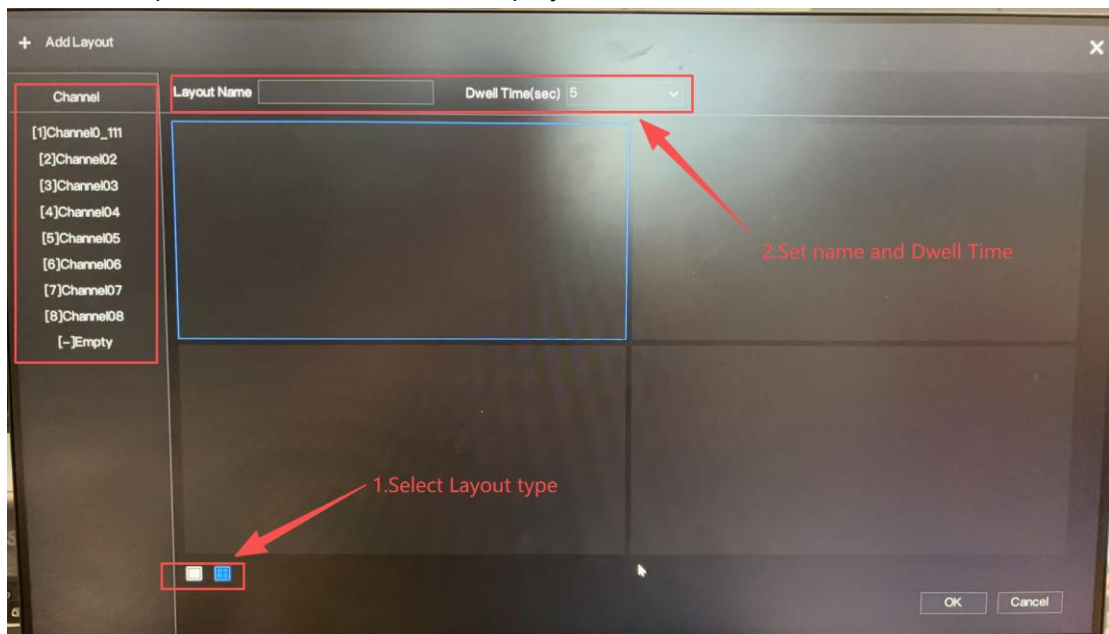 + Add Layout
×
Channel
Layout Name
Dwell Time(sec) 5
[1]Channel0_111
[2]Channel02
[3]Channel03
[4]Channel04
[5]Channel05
[6]Channel06
[7]Channel07
[8]Channel08
[-]Empty
2.Set name and Dwell Time
1.Select Layout type
OK
Cancel